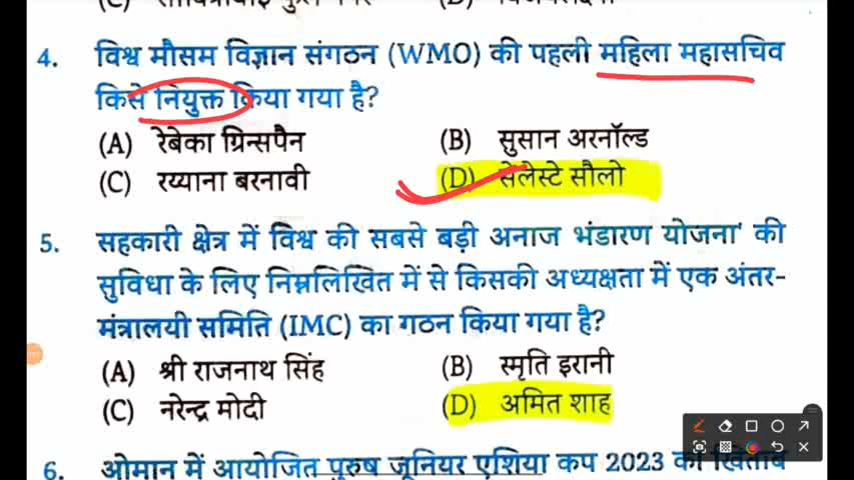 4. विश्व मौसम विज्ञान संगठन (WMO) की पहली महिला महासचिव
किसे नियुक्त किया गया है?
(A) रेबेका ग्रिन्सपैन (B) सुसान अरनॉल्ड
(C) रय्याना बरनावी (D) सेलेस्टे सौलो
5. सहकारी क्षेत्र में विश्व की सबसे बड़ी अनाज भंडारण योजना' की
सुविधा के लिए निम्नलिखित में से किसकी अध्यक्षता में एक अंतर-
मंत्रालयी समिति (IMC) का गठन किया गया है?
(A) श्री राजनाथ सिंह (B) स्मृति इरानी
(C) नरेन्द्र मोदी (D) अमित शाह
6. ओमान में आयोजित पुरुष जूनियर एशिया कप 2023 का खिताब